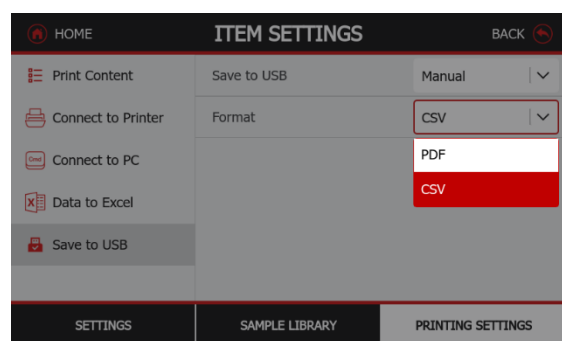 HOME
ITEM SETTINGS
BACK
Print Content
Save to USB
Manual
Connect to Printer
Format
CSV
PDF
CSV
Cmd
Connect to PC
Data to Excel
Save to USB
SETTINGS
SAMPLE LIBRARY
PRINTING SETTINGS